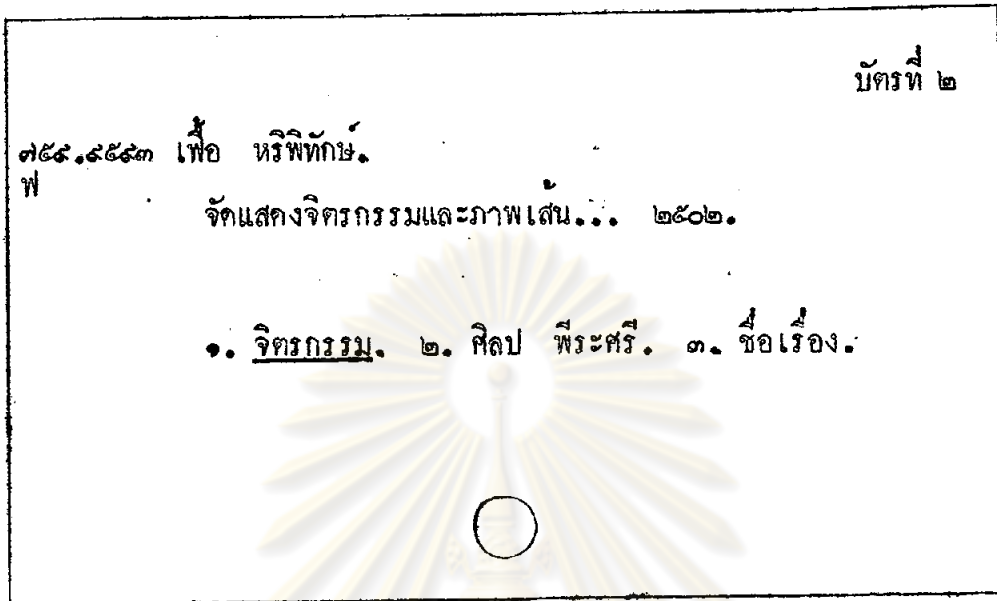 บัตรที่ ๒
๗๕๙.๙๕๙๓ เฟื้อ หริพิทักษ์.
ฟ
จัดแสดงจิตรกรรมและภาพเส้น... ๒๕๐๒.
๑. จิตรกรรม. ๒. ศิลป พีระศรี. ๓. ชื่อเรื่อง.